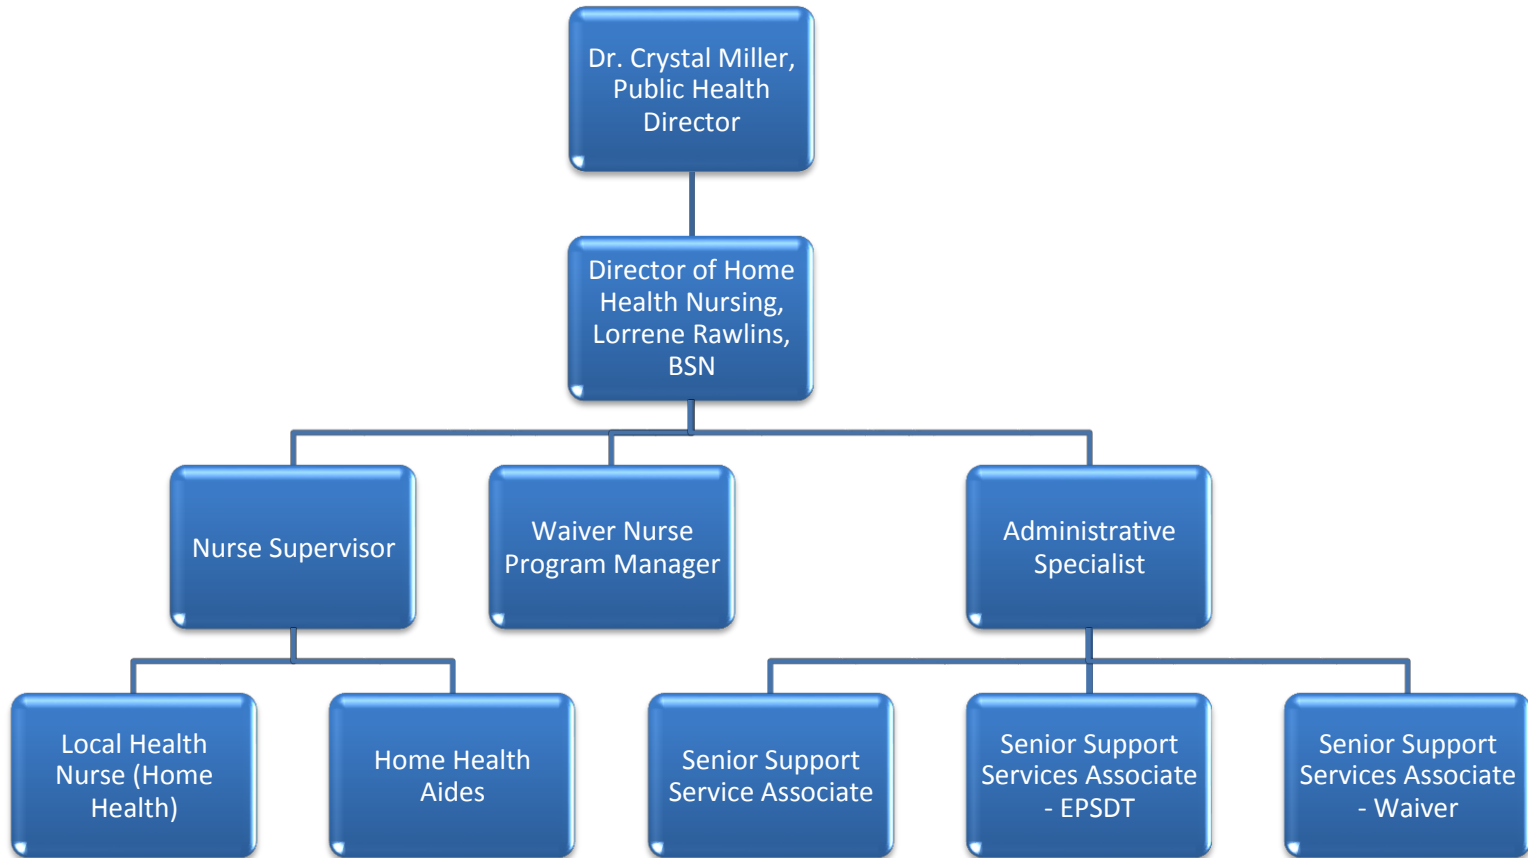 Dr. Crystal Miller,
Public Health
Director
Director of Home
Health Nursing,
Lorrene Rawlins,
BSN
Nurse Supervisor
Waiver Nurse
Program Manager
Administrative
Specialist
Local Health
Nurse (Home
Health)
Home Health
Aides
Senior Support
Service Associate
Senior Support
Services Associate
- EPSDT
Senior Support
Services Associate
- Waiver